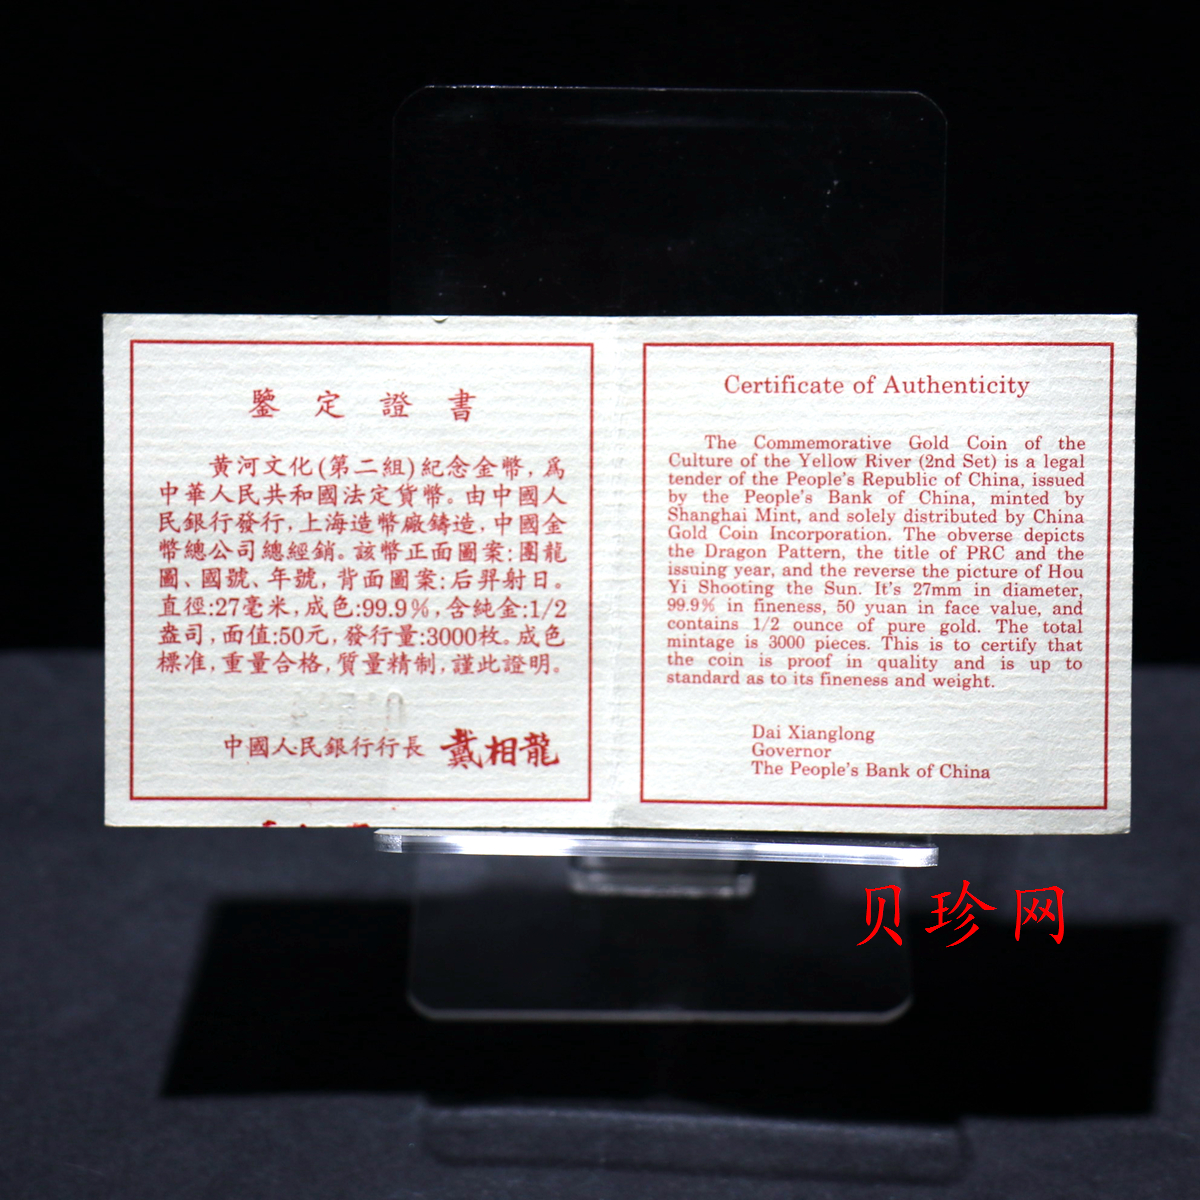 鑒定證書
黄河文化(第二組)紀念金幣,爲
中華人民共和國法定貨幣。由中國人
民銀行發行,上海造幣廠鑄造,中國金
幣總公司總經銷。該幣正面圖案:團龍
圖、國號、年號,背面圖案:后羿射日。
直徑:27毫米,成色:99.9%,含純金:1/2
盎司,面值:50元,發行量:3000枚。成色
標准,重量合格,質量精制,謹此證明。
中國人民銀行行長 戴相龍
Certificate of Authenticity
The Commemorative Gold Coin of the
Culture of the Yellow River (2nd Set) is a legal
tender of the People's Republic of China, issued
by the People's Bank of China, minted by
Shanghai Mint, and solely distributed by China
Gold Coin Incorporation. The obverse depicts
the Dragon Pattern, the title of PRC and the
issuing year, and the reverse the picture of Hou
Yi Shooting the Sun. It's 27mm in diameter,
99.9% in fineness, 50 yuan in face value, and
contains 1/2 ounce of pure gold. The total
mintage is 3000 pieces. This is to certify that
the coin is proof in quality and is up to
standard as to its fineness and weight.
Dai Xianglong
Governor
The People's Bank of China
贝珍网